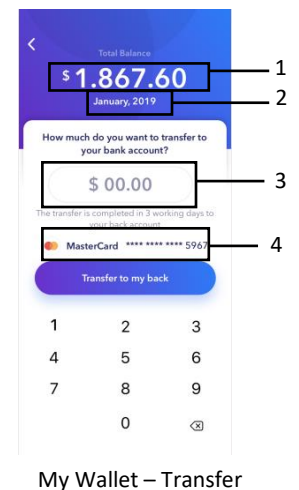 Total Balance
$ 1.867.60
January, 2019
How much do you want to transfer to
your bank account?
$ 00.00
The transfer is completed in 3 working days to
your back account
MasterCard **** **** **** 5967
Transfer to my back
1 2 3
4 5 6
7 8 9
0
1
2
3
4
My Wallet – Transfer